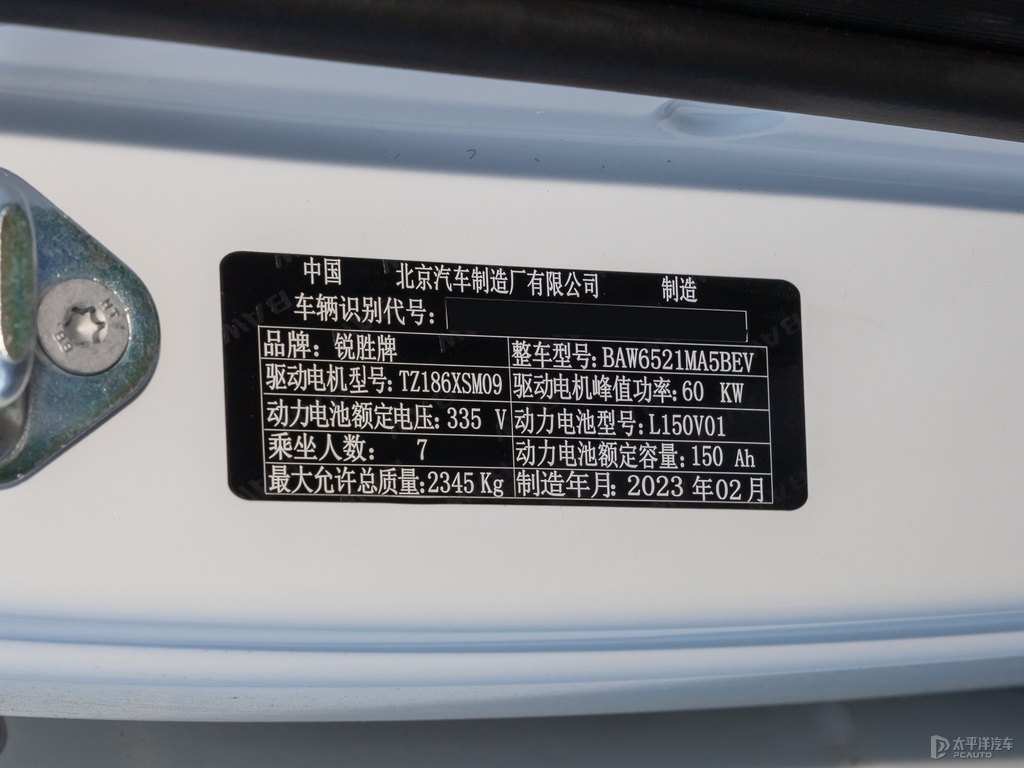 中国 北京汽车制造厂有限公司 制造
车辆识别代号:
品牌: 锐胜牌 整车型号: BAW6521MA5BEV
驱动电机型号: TZ186XSM09 驱动电机峰值功率: 60 KW
动力电池额定电压: 335 V 动力电池型号: L150V01
乘坐人数: 7 动力电池额定容量: 150 Ah
最大允许总质量: 2345 Kg 制造年月: 2023 年02 月
太平洋汽车
PCAUTO